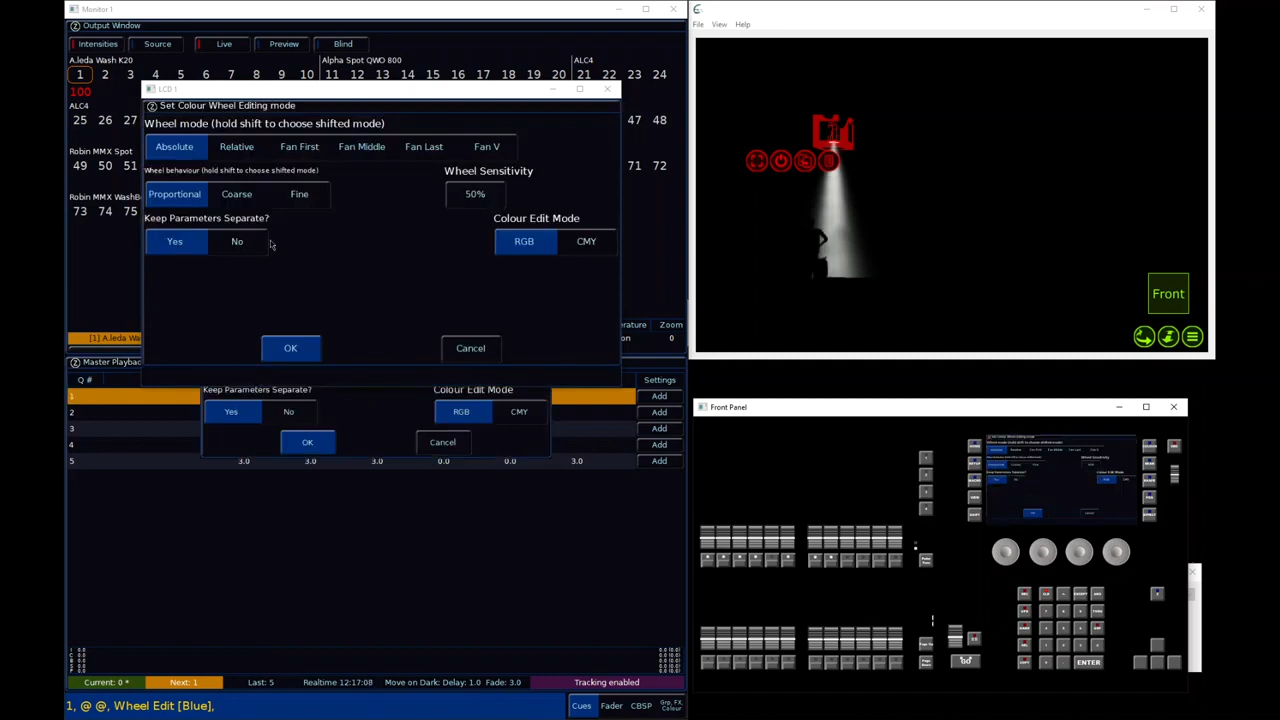 Monitor 1
Output Window
Intensities Source Live Preview Blind
A.leda Wash K20 Alpha Spot QWO 800 ALC4
1 2 3 4 5 6 7 8 9 10 11 12 13 14 15 16 17 18 19 20 21 22 23 24
100
ALC4
25 26 27 47 48
Robin MMX Spot
49 50 51 71 72
Robin MMX WashB
73 74 75
Zoom
[1] A.leda Wa 0
LCD 1
Set Colour Wheel Editing mode
Wheel mode (hold shift to choose shifted mode)
Absolute Relative Fan First Fan Middle Fan Last Fan V
Wheel behaviour (hold shift to choose shifted mode) Wheel Sensitivity
Proportional Coarse Fine 50%
Keep Parameters Separate? Colour Edit Mode
Yes No RGB CMY
OK Cancel
Master Playback
Q # Settings
1 Add
2 Add
3 Add
4 Add
5 3.0 3.0 3.0 0.0 0.0 3.0 Add
Keep Parameters Separate? Colour Edit Mode
Yes No RGB CMY
OK Cancel
Current: 0 * Next: 1 Last: 5 Realtime 12:17:08 Move on Dark: Delay: 1.0 Fade: 3.0 Tracking enabled
1, @ @, Wheel Edit [Blue],
Cues Fader CBSP Grp, FX, Colour
File View Help
Front
Front Panel
GO
ENTER